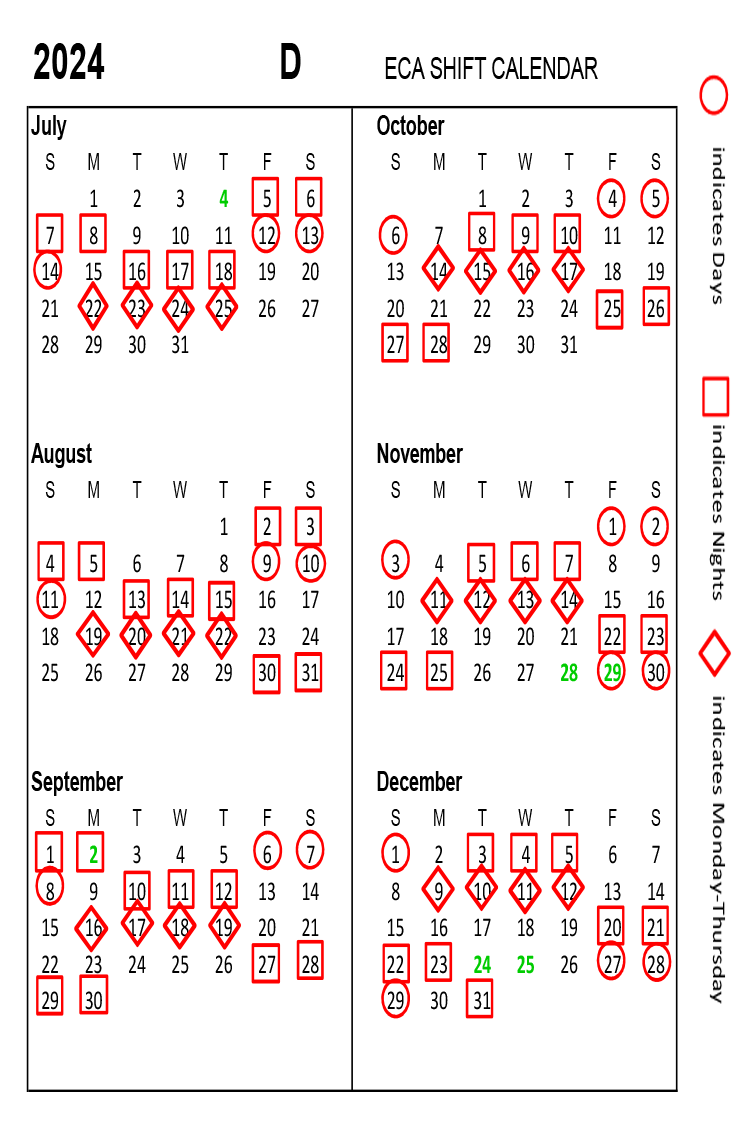 2024 D ECA SHIFT CALENDAR
July
S M T W T F S
1 2 3 4 5 6
7 8 9 10 11 12 13
14 15 16 17 18 19 20
21 22 23 24 25 26 27
28 29 30 31
August
S M T W T F S
1 2 3
4 5 6 7 8 9 10
11 12 13 14 15 16 17
18 19 20 21 22 23 24
25 26 27 28 29 30 31
September
S M T W T F S
1 2 3 4 5 6 7
8 9 10 11 12 13 14
15 16 17 18 19 20 21
22 23 24 25 26 27 28
29 30
October
S M T W T F S
1 2 3 4 5
6 7 8 9 10 11 12
13 14 15 16 17 18 19
20 21 22 23 24 25 26
27 28 29 30 31
November
S M T W T F S
1 2
3 4 5 6 7 8 9
10 11 12 13 14 15 16
17 18 19 20 21 22 23
24 25 26 27 28 29 30
December
S M T W T F S
1 2 3 4 5 6 7
8 9 10 11 12 13 14
15 16 17 18 19 20 21
22 23 24 25 26 27 28
29 30 31
indicates Days
indicates Nights
indicates Monday-Thursday